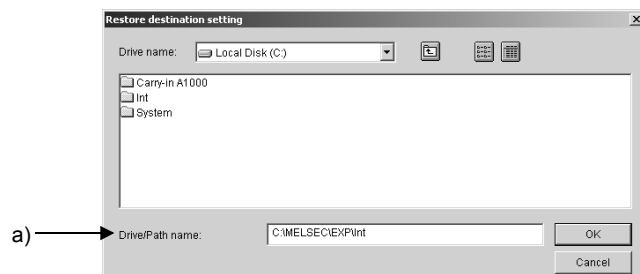 Restore destination setting
Drive name: Local Disk (C:)
Carry-in A1000
Int
System
a) Drive/Path name: C:\MELSEC\EXP\Int OK
Cancel